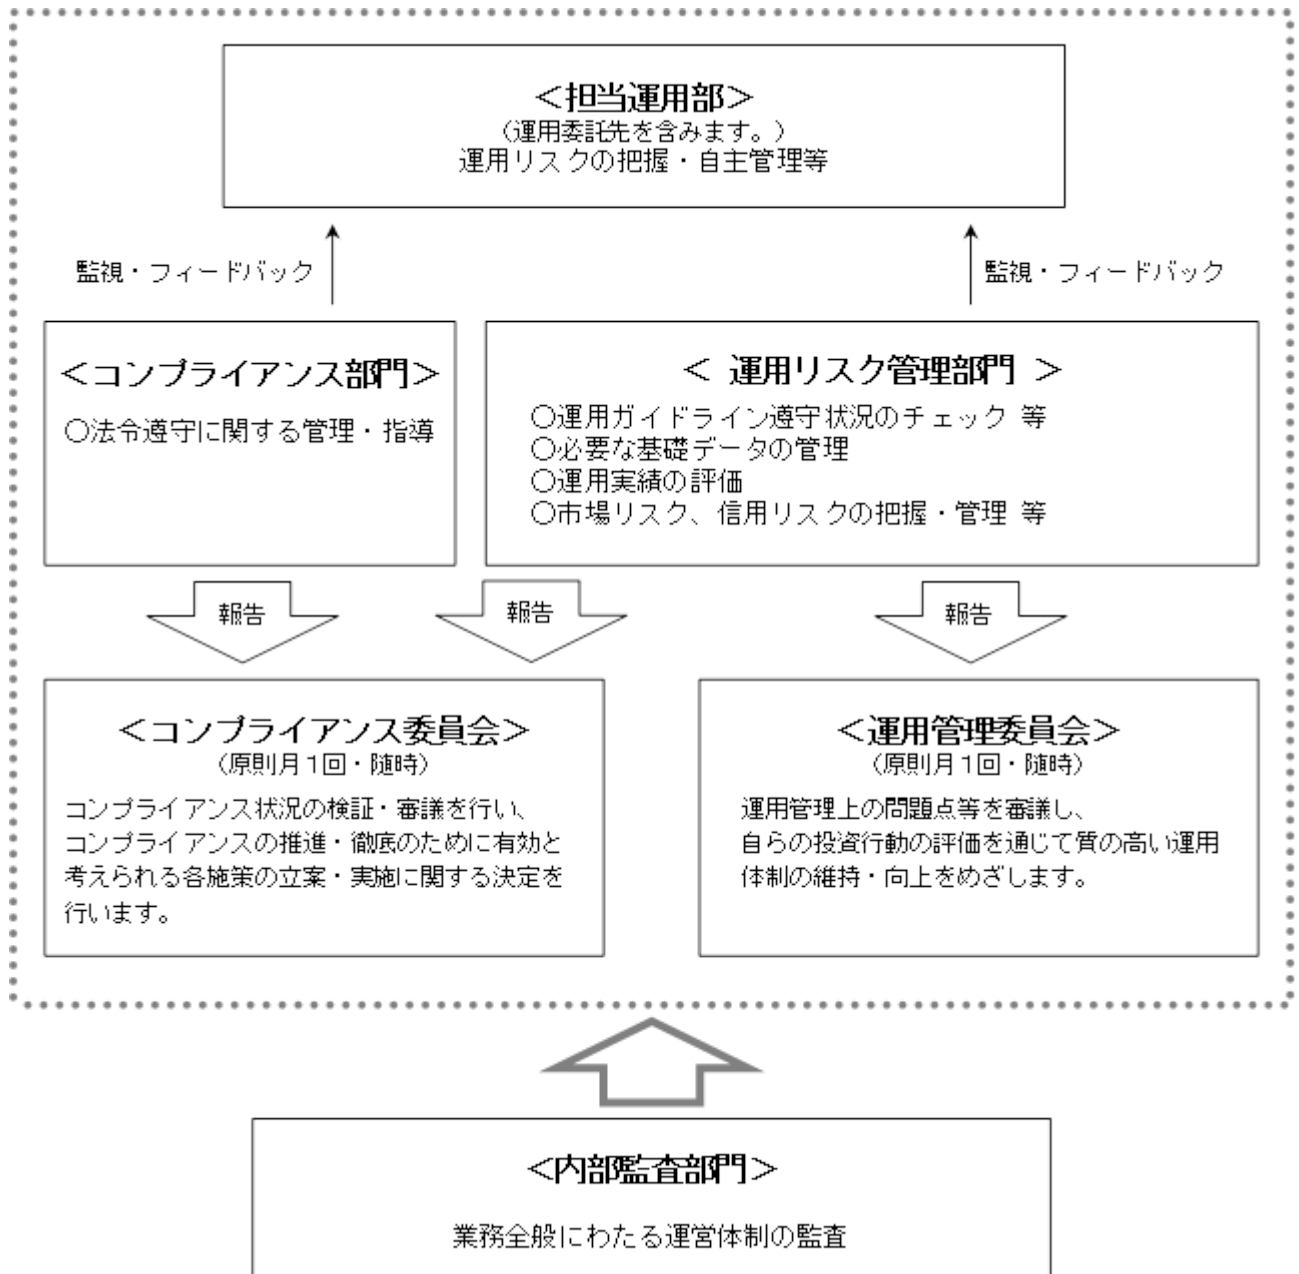 ＜担当運用部＞
（運用委託先を含みます。）
運用リスクの把握・自主管理等
監視・フィードバック
監視・フィードバック
＜コンプライアンス部門＞
○法令遵守に関する管理・指導
＜ 運用リスク管理部門 ＞
○運用ガイドライン遵守状況のチェック 等
○必要な基礎データの管理
○運用実績の評価
○市場リスク、信用リスクの把握・管理 等
報告
報告
報告
＜コンプライアンス委員会＞
（原則月１回・随時）
コンプライアンス状況の検証・審議を行い、
コンプライアンスの推進・徹底のために有効と
考えられる各施策の立案・実施に関する決定を
行います。
＜運用管理委員会＞
（原則月１回・随時）
運用管理上の問題点等を審議し、
自らの投資行動の評価を通じて質の高い運用
体制の維持・向上をめざします。
＜内部監査部門＞
業務全般にわたる運営体制の監査